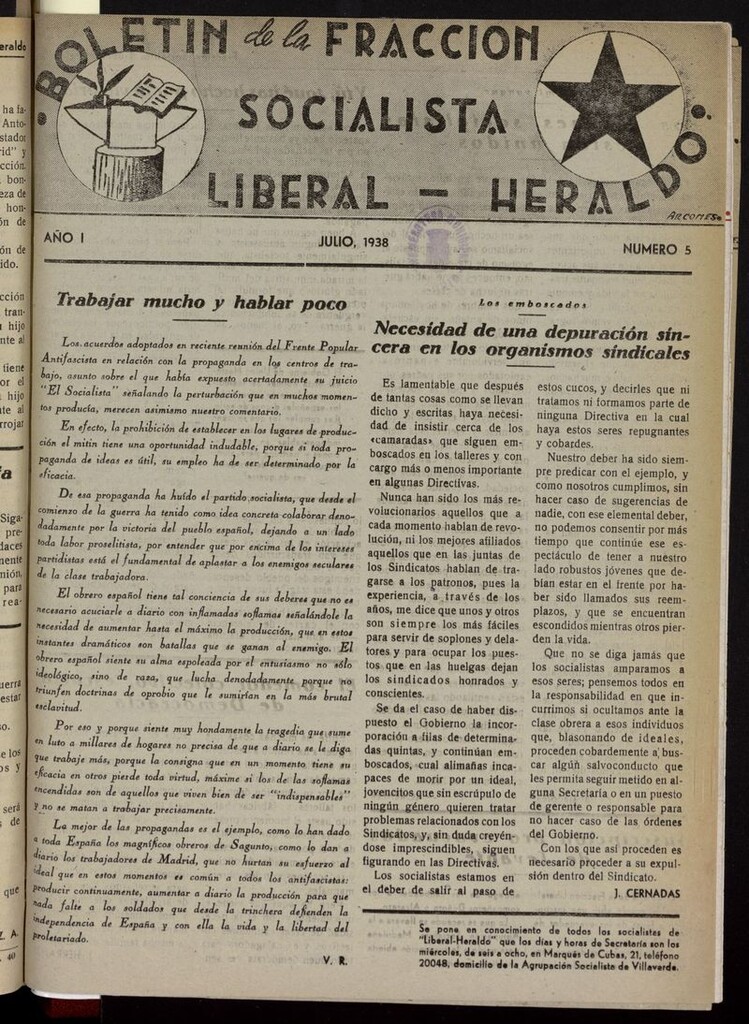 BOLETIN de la FRACCION
SOCIALISTA
LIBERAL - HERALDO
ARCONES
AÑO I
JULIO, 1938
NUMERO 5
Trabajar mucho y hablar poco
Los acuerdos adoptados en reciente reunión del Frente Popular
Antifascista en relación con la propaganda en los centros de tra-
bajo, asunto sobre el que había expuesto acertadamente su juicio
"El Socialista" señalando la perturbación que en muchos momen-
tos producía, merecen asimismo nuestro comentario.
En efecto, la prohibición de establecer en los lugares de produc-
ción el mitin tiene una oportunidad indudable, porque si toda pro-
paganda de ideas es útil, su empleo ha de ser determinado por la
eficacia.
De esa propaganda ha huído el partido socialista, que desde el
comienzo de la guerra ha tenido como idea concreta colaborar deno-
dadamente por la victoria del pueblo español, dejando a un lado
toda labor proselitista, por entender que por encima de los intereses
partidistas está el fundamental de aplastar a los enemigos seculares
de la clase trabajadora.
El obrero español tiene tal conciencia de sus deberes que no es
necesario acuciarle a diario con inflamadas soflamas señalándole la
necesidad de aumentar hasta el máximo la producción, que en estos
instantes dramáticos son batallas que se ganan al enemigo. El
obrero español siente su alma espoleada por el entusiasmo no sólo
ideológico, sino de raza, que lucha denodadamente porque no
triunfen doctrinas de oprobio que le sumirían en la más brutal
esclavitud.
Por eso y porque siente muy hondamente la tragedia que sume
en luto a millares de hogares no precisa de que a diario se le diga
que trabaje más, porque la consigna que en un momento tiene su
eficacia en otros pierde toda virtud, máxime si los de las soflamas
encendidas son de aquellos que viven bien de ser "indispensables"
y no se matan a trabajar precisamente.
La mejor de las propagandas es el ejemplo, como lo han dado
a toda España los magníficos obreros de Sagunto, como lo dan a
diario los trabajadores de Madrid, que no hurtan su esfuerzo al
ideal que en estos momentos es común a todos los antifascistas:
producir continuamente, aumentar a diario la producción para que
nada falte a los soldados que desde la trinchera defienden la
independencia de España y con ella la vida y la libertad del
proletariado.
V. R.
Los emboscados
Necesidad de una depuración sin-
cera en los organismos sindicales
Es lamentable que después
de tantas cosas como se llevan
dicho y escritas haya necesi-
dad de insistir cerca de los
«camaradas» que siguen em-
boscados en los talleres y con
cargo más o menos importante
en algunas Directivas.
Nunca han sido los más re-
volucionarios aquellos que a
cada momento hablan de revo-
lución, ni los mejores afiliados
aquellos que en las juntas de
los Sindicatos hablan de tra-
garse a los patronos, pues la
experiencia, a través de los
años, me dice que unos y otros
son siempre los más fáciles
para servir de soplones y dela-
tores y para ocupar los pues-
tos que en las huelgas dejan
los sindicados honrados y
conscientes.
Se da el caso de haber dis-
puesto el Gobierno la incor-
poración a filas de determina-
das quintas, y continúan em-
boscados, cual alimañas inca-
paces de morir por un ideal,
jovencitos que sin escrúpulo de
ningún género quieren tratar
problemas relacionados con los
Sindicatos, y, sin duda creyén-
dose imprescindibles, siguen
figurando en las Directivas.
Los socialistas estamos en
el deber de salir al paso de
estos cucos, y decirles que ni
tratamos ni formamos parte de
ninguna Directiva en la cual
haya estos seres repugnantes
y cobardes.
Nuestro deber ha sido siem-
pre predicar con el ejemplo, y
como nosotros cumplimos, sin
hacer caso de sugerencias de
nadie, con ese elemental deber,
no podemos consentir por más
tiempo que continúe ese es-
pectáculo de tener a nuestro
lado robustos jóvenes que de-
bían estar en el frente por ha-
ber sido llamados sus reem-
plazos, y que se encuentran
escondidos mientras otros pier-
den la vida.
Que no se diga jamás que
los socialistas amparamos a
esos seres; pensemos todos en
la responsabilidad en que in-
currimos si ocultamos ante la
clase obrera a esos individuos
que, blasonando de ideales,
proceden cobardemente a bus-
car algún salvoconducto que
les permita seguir metido en al-
guna Secretaría o en un puesto
de gerente o responsable para
no hacer caso de las órdenes
del Gobierno.
Con los que así proceden es
necesario proceder a su expul-
sión dentro del Sindicato.
J. CERNADAS
Se pone en conocimiento de todos los socialistas de
"Liberal-Heraldo" que los días y horas de Secretaría son los
miércoles, de seis a ocho, en Marqués de Cubas, 21, teléfono
20048, domicilio de la Agrupación Socialista de Villaverde.